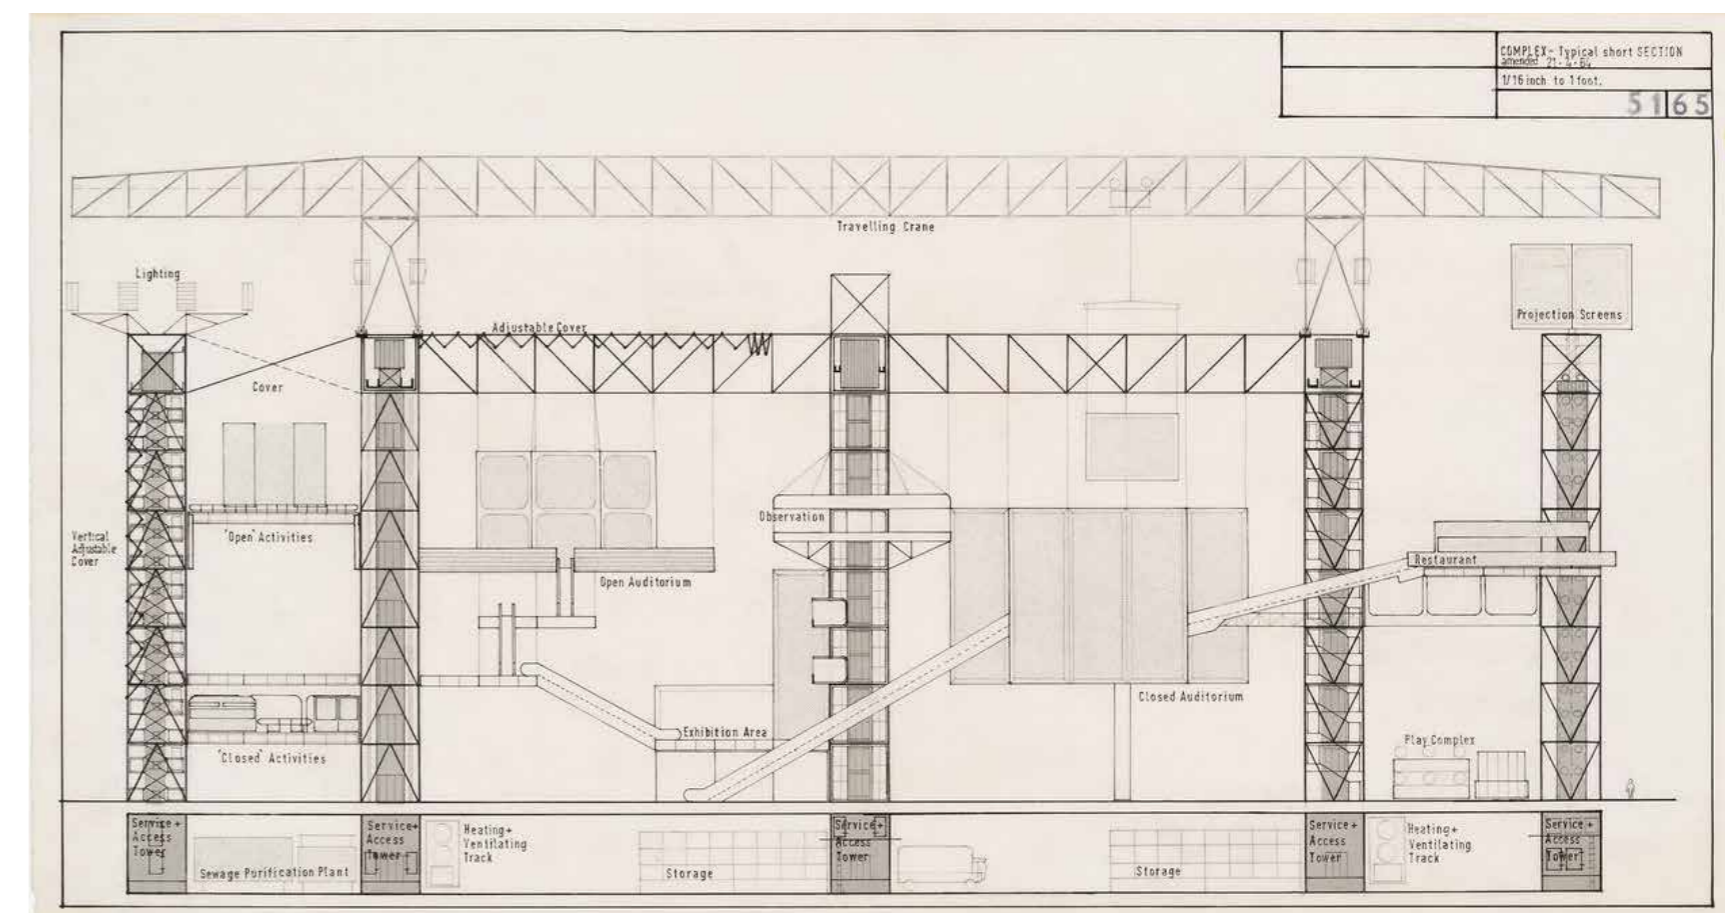 COMPLEX - Typical short SECTION
amended 21-4-64
1/16 inch to 1 foot.
51 65
Travelling Crane
Lighting
Projection Screens
Adjustable Cover
Cover
Observation
Vertical
Adjustable
Cover
"Open" Activities
Open Auditorium
Restaurant
Closed Auditorium
Exhibition Area
Play Complex
"Closed" Activities
Service +
Access
Tower
Sewage Purification Plant
Service+
Access
Tower
Heating+
Ventilating
Track
Storage
Service+
Access
Tower
Storage
Service +
Access
Tower
Heating+
Ventilating
Track
Service +
Access
Tower